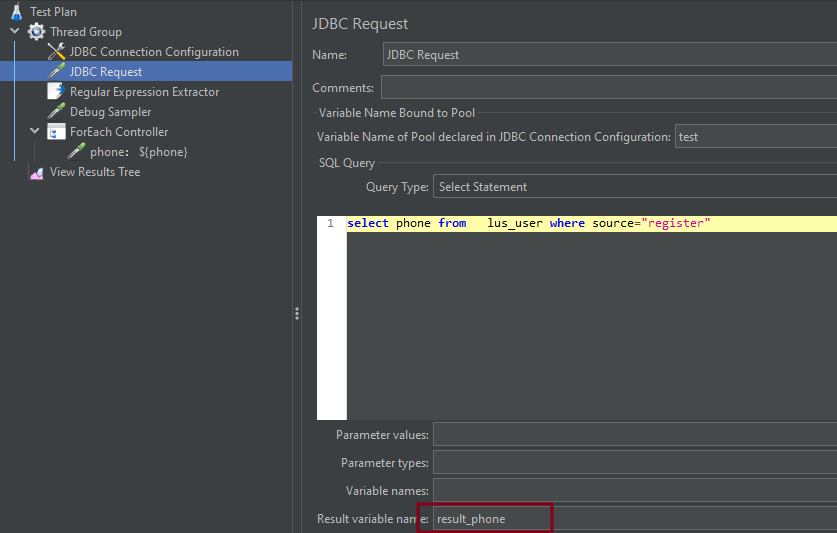 Test Plan
Thread Group
JDBC Connection Configuration
JDBC Request
Regular Expression Extractor
Debug Sampler
ForEach Controller
phone: ${phone}
View Results Tree
JDBC Request
Name: JDBC Request
Comments:
Variable Name Bound to Pool
Variable Name of Pool declared in JDBC Connection Configuration: test
SQL Query
Query Type: Select Statement
1 select phone from lus_user where source="register"
Parameter values:
Parameter types:
Variable names:
Result variable name: result_phone